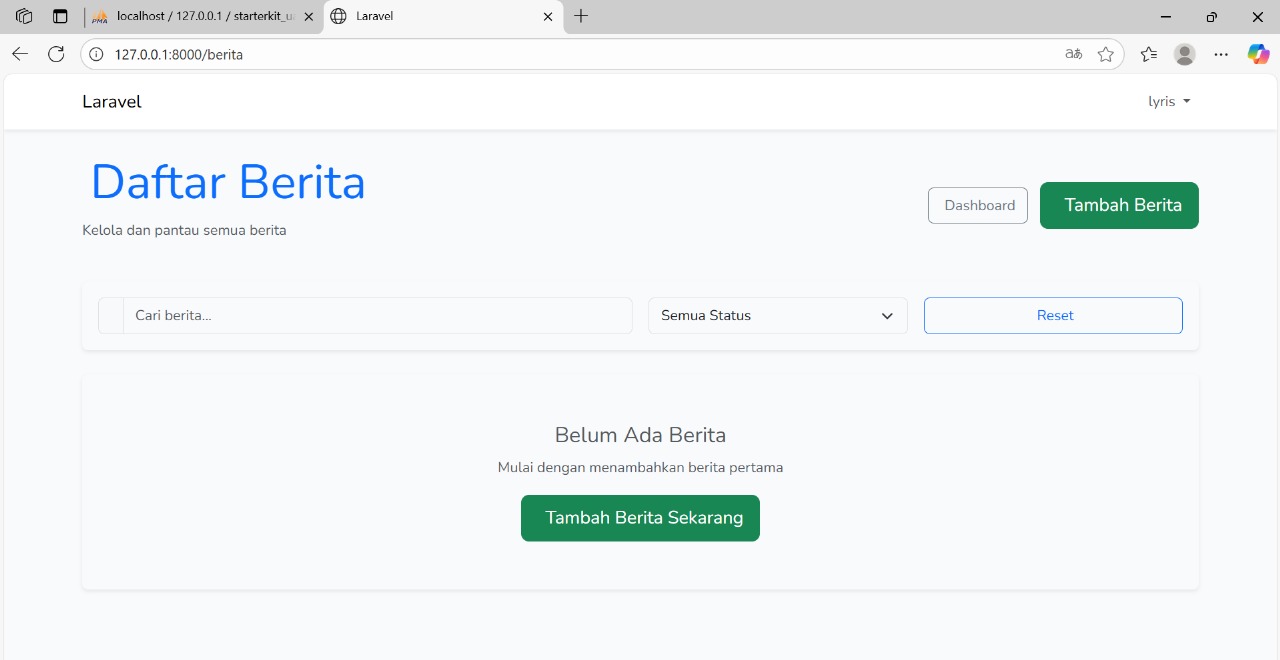 localhost / 127.0.0.1 / starterkit_u
Laravel
127.0.0.1:8000/berita
Laravel
lyris
Daftar Berita
Kelola dan pantau semua berita
Dashboard
Tambah Berita
Cari berita...
Semua Status
Reset
Belum Ada Berita
Mulai dengan menambahkan berita pertama
Tambah Berita Sekarang